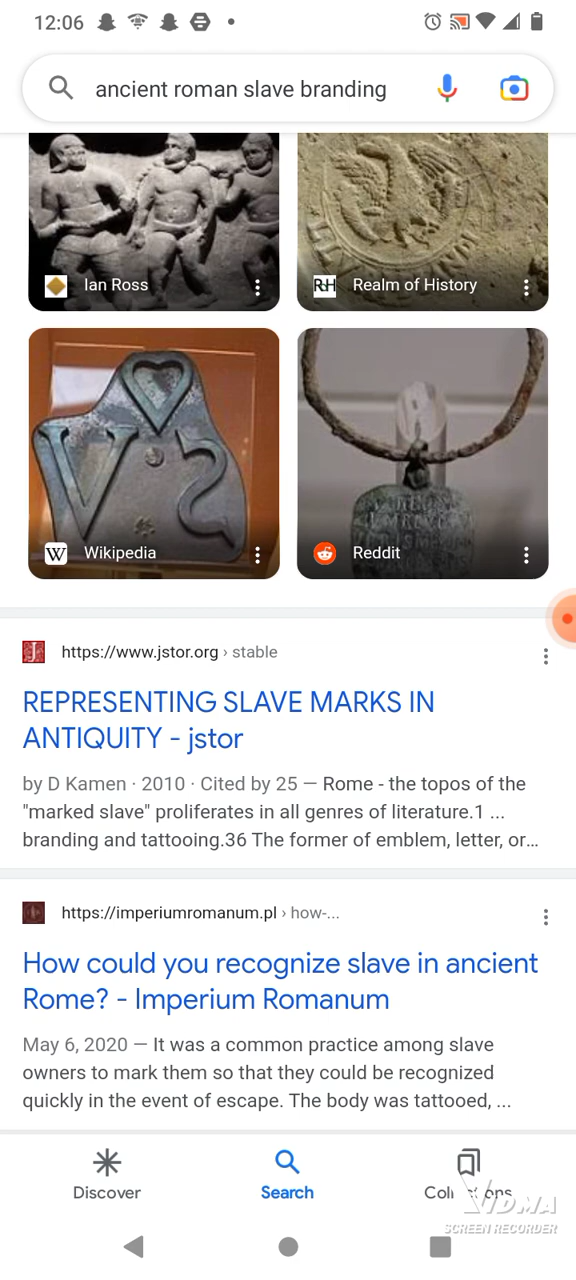 12:06
ancient roman slave branding
Ian Ross
RH
Realm of History
V S
W
Wikipedia
Reddit
https://www.jstor.org › stable
REPRESENTING SLAVE MARKS IN
ANTIQUITY - jstor
by D Kamen · 2010 · Cited by 25 — Rome - the topos of the
"marked slave" proliferates in all genres of literature.1 ...
branding and tattooing.36 The former of emblem, letter, or...
https://imperiumromanum.pl › how-...
How could you recognize slave in ancient
Rome? - Imperium Romanum
May 6, 2020 — It was a common practice among slave
owners to mark them so that they could be recognized
quickly in the event of escape. The body was tattooed, ...
Discover
Search
Collections
VIDMA
SCREEN RECORDER